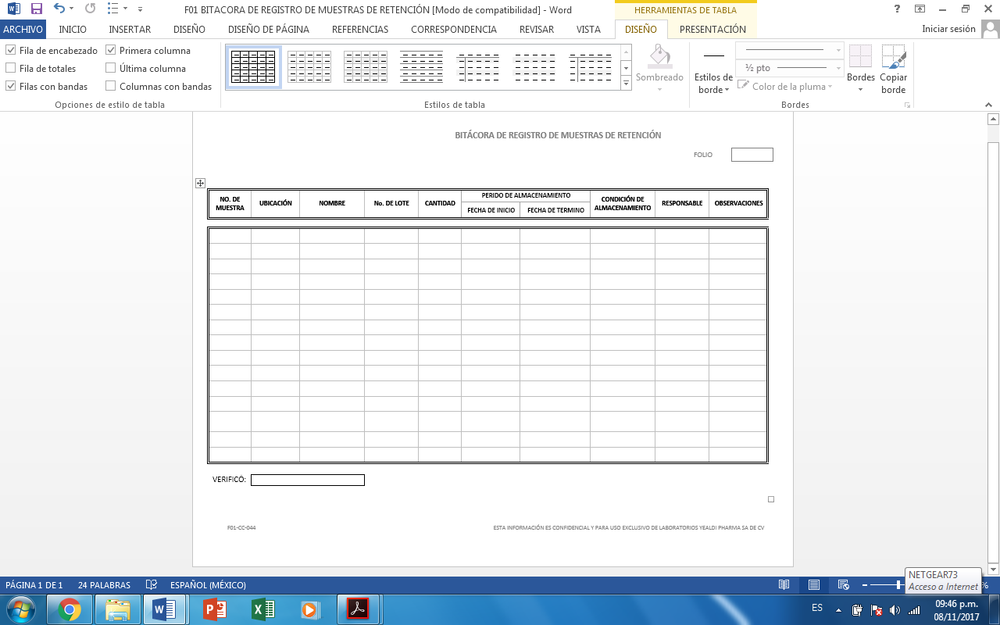 F01 BITACORA DE REGISTRO DE MUESTRAS DE RETENCIÓN [Modo de compatibilidad] - Word
HERRAMIENTAS DE TABLA
?
ARCHIVO INICIO INSERTAR DISEÑO DISEÑO DE PÁGINA REFERENCIAS CORRESPONDENCIA REVISAR VISTA DISEÑO PRESENTACIÓN Iniciar sesión
Fila de encabezado Primera columna
Fila de totales Última columna
Filas con bandas Columnas con bandas
Opciones de estilo de tabla
Estilos de tabla
Sombreado
Estilos de
borde
½ pto
Color de la pluma
Bordes
Copiar
borde
Bordes
BITÁCORA DE REGISTRO DE MUESTRAS DE RETENCIÓN
FOLIO
NO. DE
MUESTRA
UBICACIÓN
NOMBRE
No. DE LOTE
CANTIDAD
PERIDO DE ALMACENAMIENTO
FECHA DE INICIO
FECHA DE TERMINO
CONDICIÓN DE
ALMACENAMIENTO
RESPONSABLE
OBSERVACIONES
VERIFICÓ:
F01-CC-044
ESTA INFORMACIÓN ES CONFIDENCIAL Y PARA USO EXCLUSIVO DE LABORATORIOS YEALDI PHARMA SA DE CV
PÁGINA 1 DE 1 24 PALABRAS ESPAÑOL (MÉXICO)
NETGEAR73
Acceso a Internet
%
ES
09:46 p.m.
08/11/2017